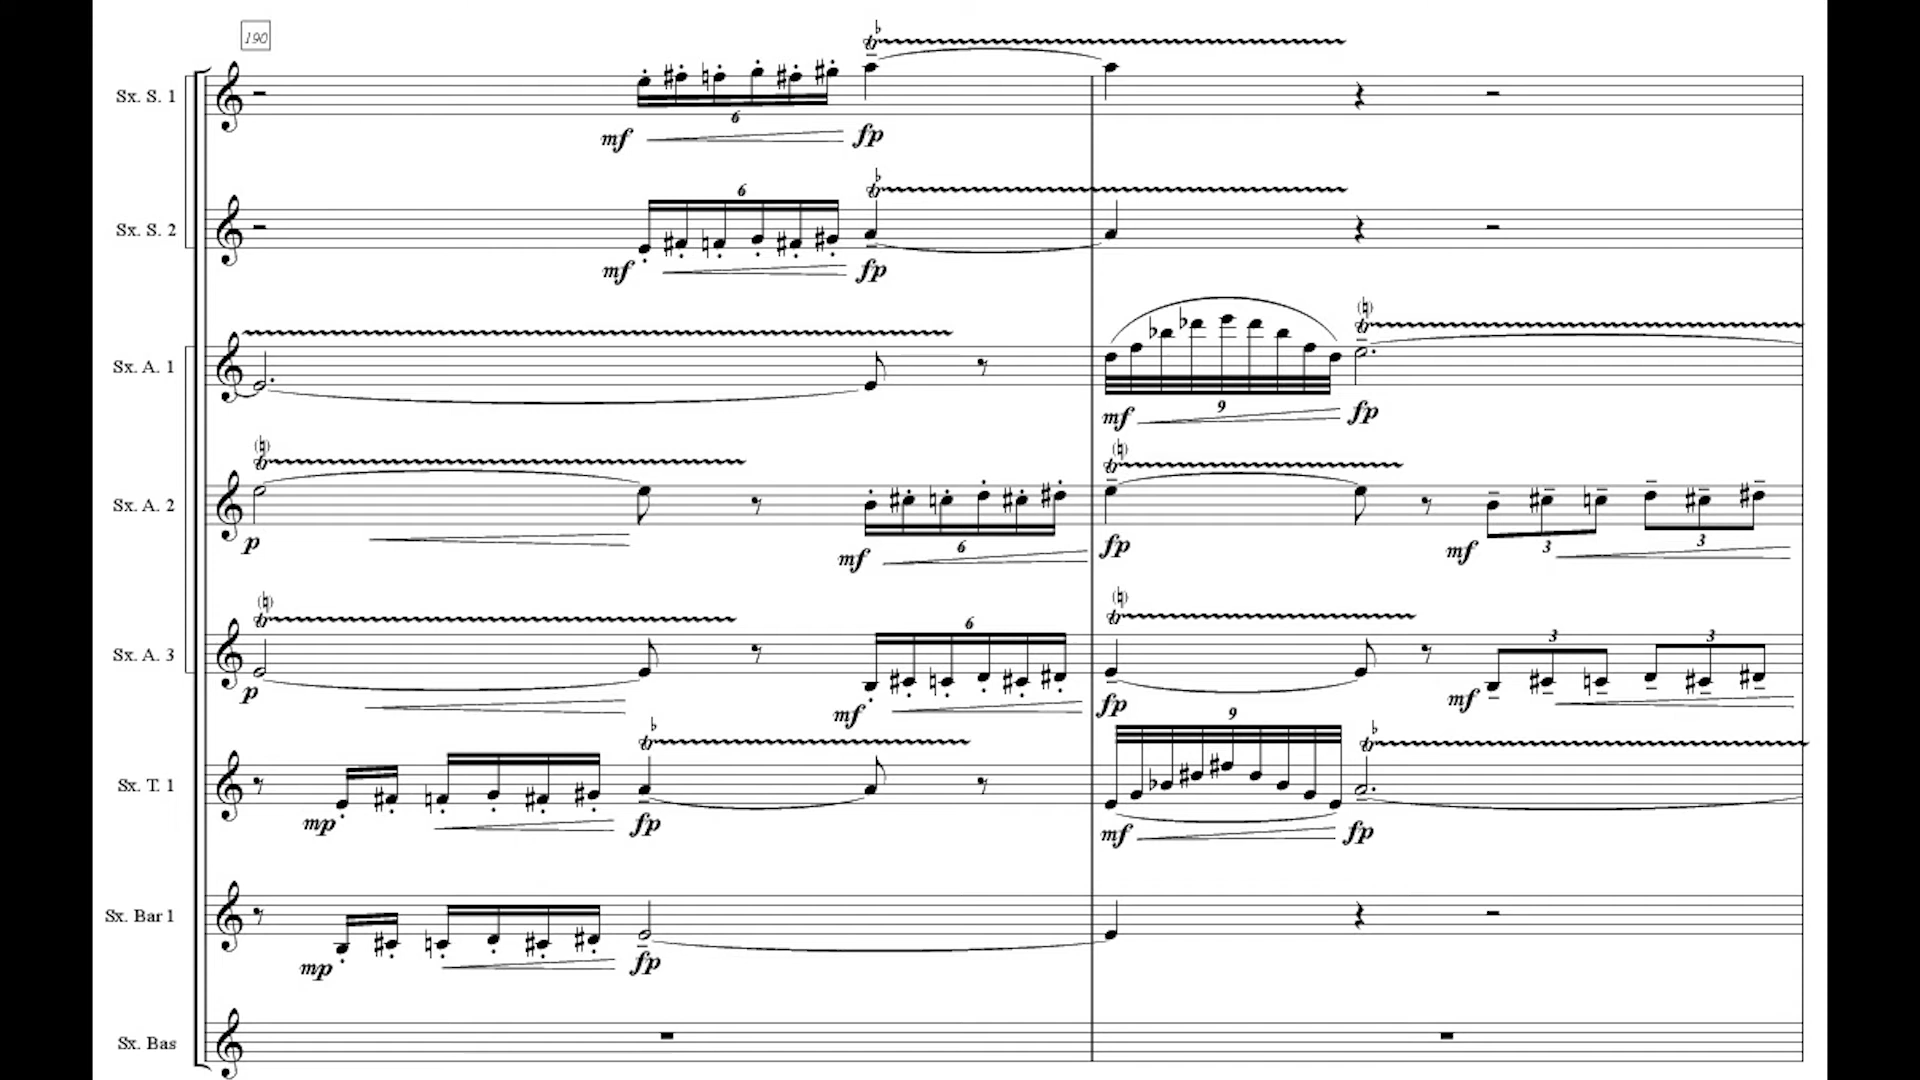 190
Sx. S. 1
6
mf fp
Sx. S. 2
6
mf fp
Sx. A. 1
9
mf fp
Sx. A. 2
p mf 6 fp mf 3 3
Sx. A. 3
6 3 3
p mf fp mf
Sx. T. 1
9
mp fp mf fp
Sx. Bar 1
mp fp
Sx. Bas